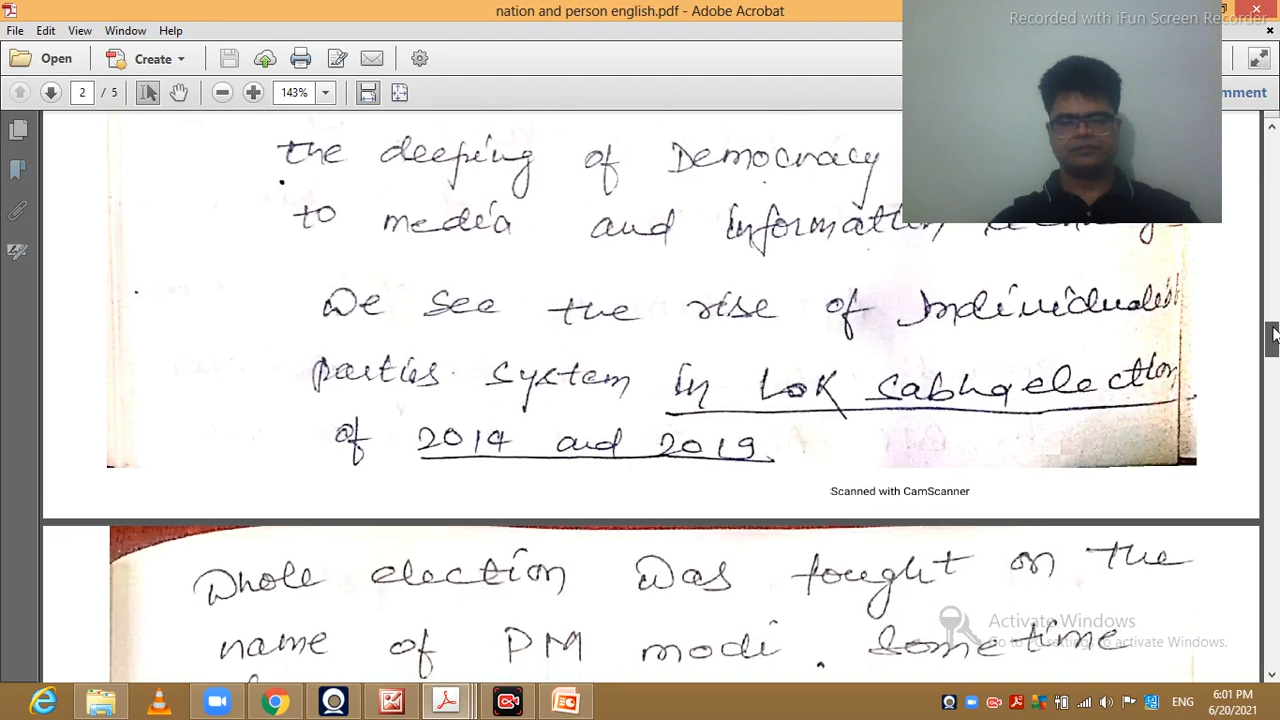 nation and person english.pdf - Adobe Acrobat
Recorded with iFun Screen Recorder
File Edit View Window Help
Open Create
2 / 5 143% mment
the deeping of Democracy
to media and information
We see the rise of Individualist
parties system in Lok sabha election
of 2014 and 2019.
Scanned with CamScanner
Whole election was fought on the
name of PM modi. Sometime
Activate Windows
Go to PC settings to activate Windows.
ENG 6:01 PM
6/20/2021